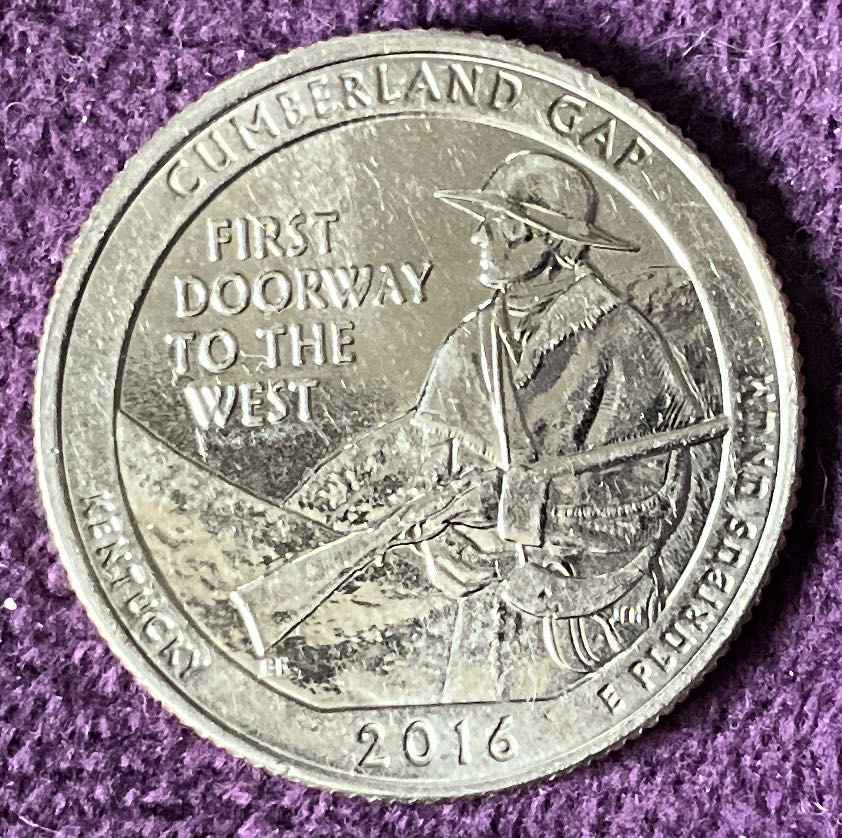 CUMBERLAND GAP
FIRST
DOORWAY
TO THE
WEST
KENTUCKY
2016
E PLURIBUS UNUM